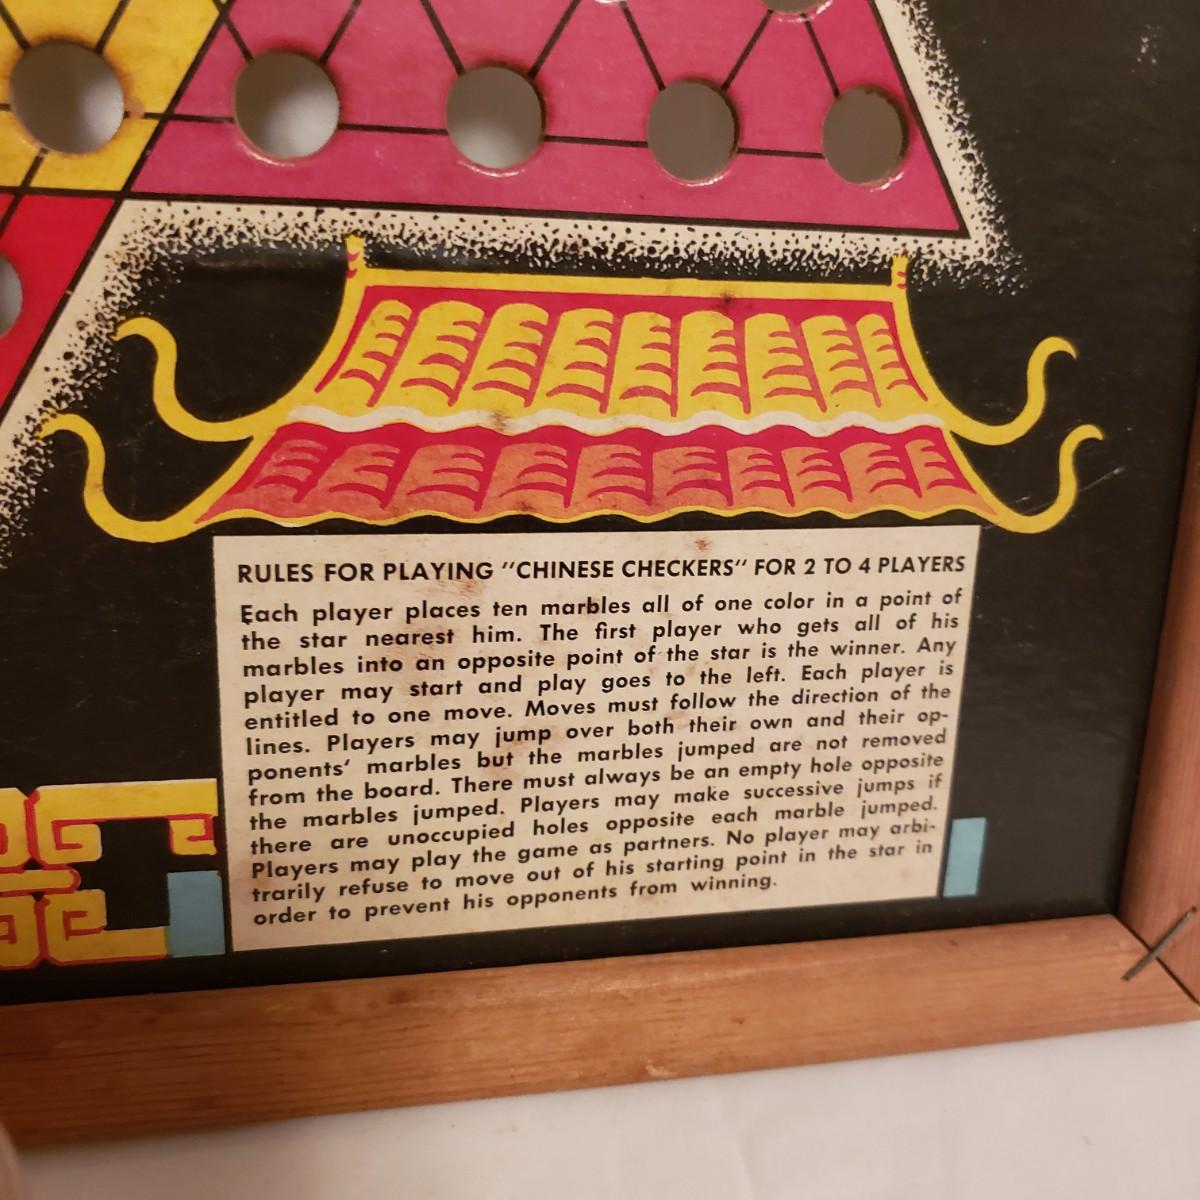 RULES FOR PLAYING "CHINESE CHECKERS" FOR 2 TO 4 PLAYERS
Each player places ten marbles all of one color in a point of
the star nearest him. The first player who gets all of his
marbles into an opposite point of the star is the winner. Any
player may start and play goes to the left. Each player is
entitled to one move. Moves must follow the direction of the
lines. Players may jump over both their own and their op-
ponents' marbles but the marbles jumped are not removed
from the board. There must always be an empty hole opposite
the marbles jumped. Players may make successive jumps if
there are unoccupied holes opposite each marble jumped.
Players may play the game as partners. No player may arbi-
trarily refuse to move out of his starting point in the star in
order to prevent his opponents from winning.